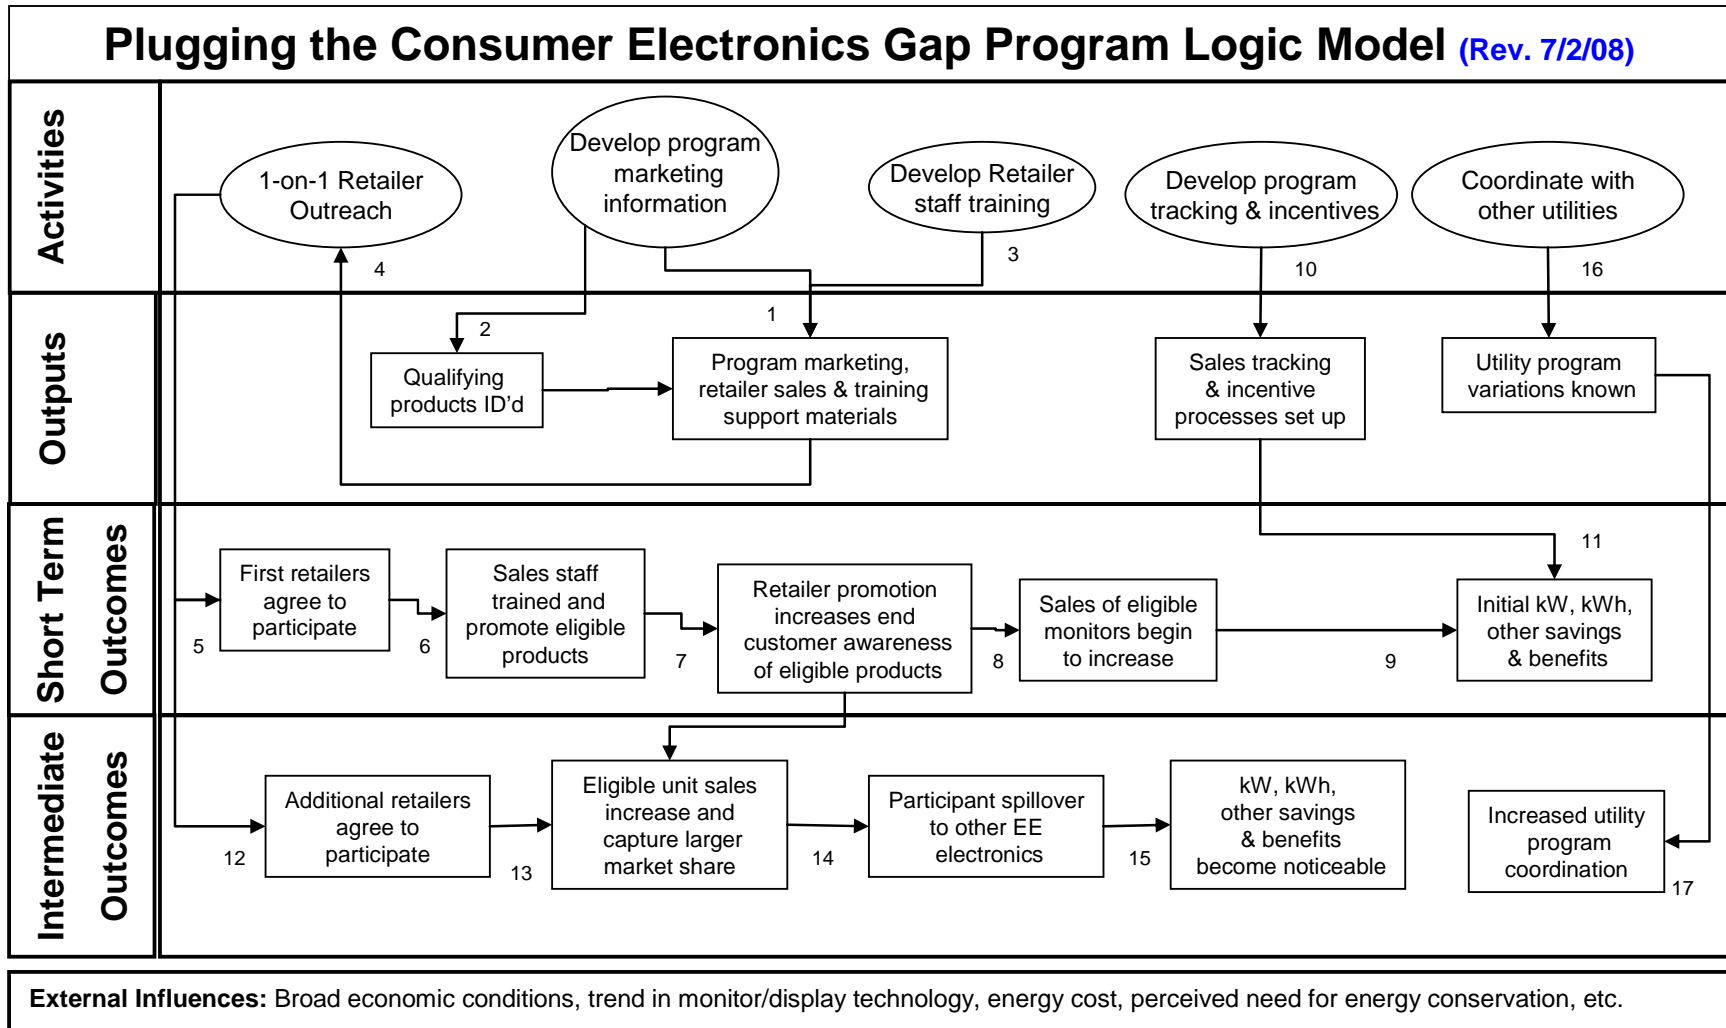 Plugging the Consumer Electronics Gap Program Logic Model (Rev. 7/2/08)
Activities
1-on-1 Retailer
Outreach
Develop program
marketing
information
Develop Retailer
staff training
Develop program
tracking & incentives
Coordinate with
other utilities
4
3
10
16
Outputs
2
1
Qualifying
products ID’d
Program marketing,
retailer sales & training
support materials
Sales tracking
& incentive
processes set up
Utility program
variations known
Short Term
Outcomes
11
First retailers
agree to
participate
Sales staff
trained and
promote eligible
products
Retailer promotion
increases end
customer awareness
of eligible products
Sales of eligible
monitors begin
to increase
Initial kW, kWh,
other savings
& benefits
5
6
7
8
9
Intermediate
Outcomes
Additional retailers
agree to
participate
Eligible unit sales
increase and
capture larger
market share
Participant spillover
to other EE
electronics
kW, kWh,
other savings
& benefits
become noticeable
Increased utility
program
coordination
12
13
14
15
17
External Influences: Broad economic conditions, trend in monitor/display technology, energy cost, perceived need for energy conservation, etc.